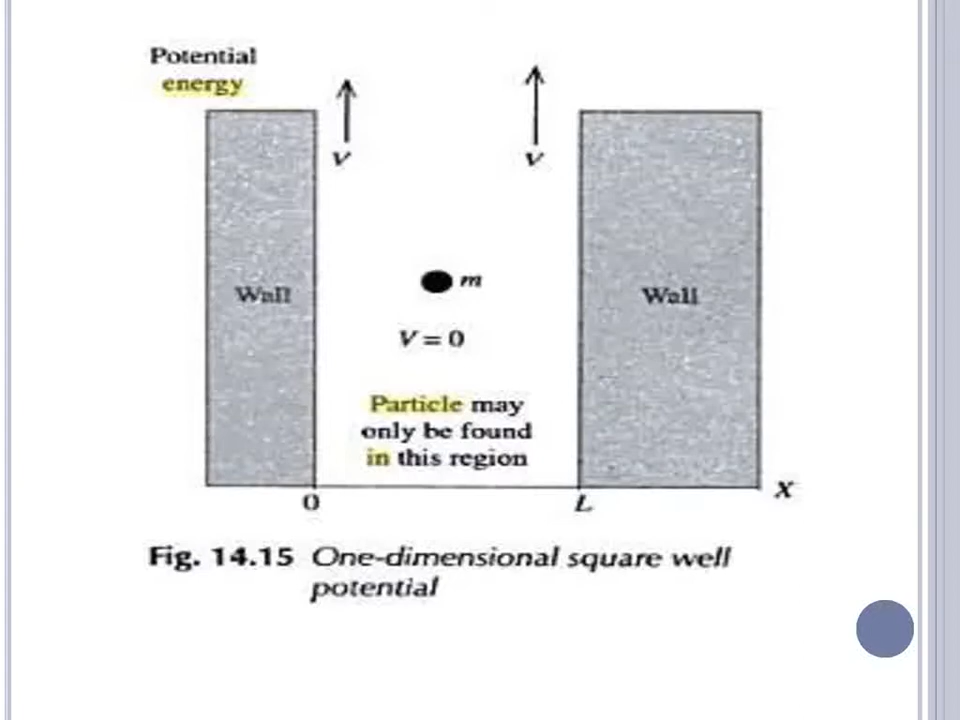 Potential
energy
V
V
Wall
m
Wall
V = 0
Particle may
only be found
in this region
0
L
X
Fig. 14.15 One-dimensional square well
potential